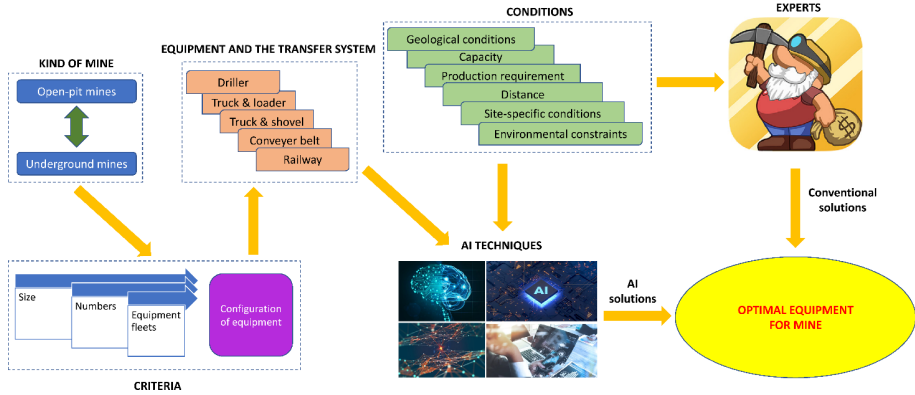 KIND OF MINE
Open-pit mines
Underground mines
EQUIPMENT AND THE TRANSFER SYSTEM
Driller
Truck & loader
Truck & shovel
Conveyer belt
Railway
CONDITIONS
Geological conditions
Capacity
Production requirement
Distance
Site-specific conditions
Environmental constraints
EXPERTS
Conventional
solutions
Size
Numbers
Equipment
fleets
Configuration
of equipment
CRITERIA
AI TECHNIQUES
AI
AI
solutions
OPTIMAL EQUIPMENT
FOR MINE